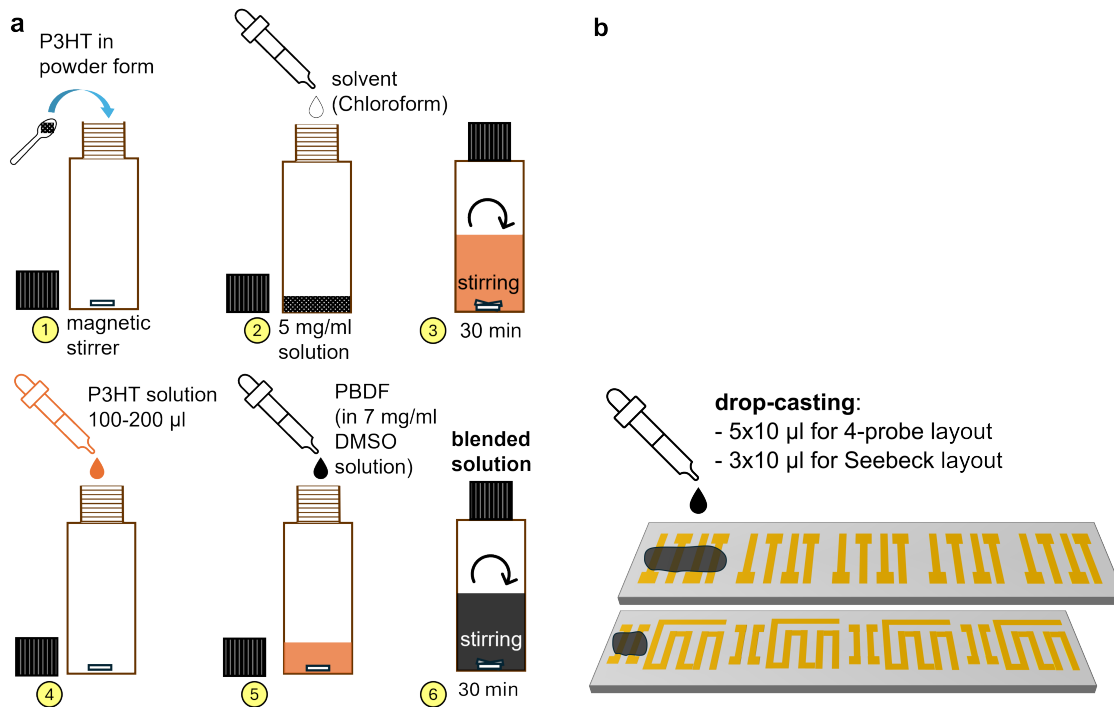 a
P3HT in
powder form
solvent
(Chloroform)
stirring
1
magnetic
stirrer
2
5 mg/ml
solution
3
30 min
P3HT solution
100-200 µl
PBDF
(in 7 mg/ml
DMSO
solution)
blended
solution
stirring
4
5
6
30 min
b
drop-casting:
- 5x10 µl for 4-probe layout
- 3x10 µl for Seebeck layout